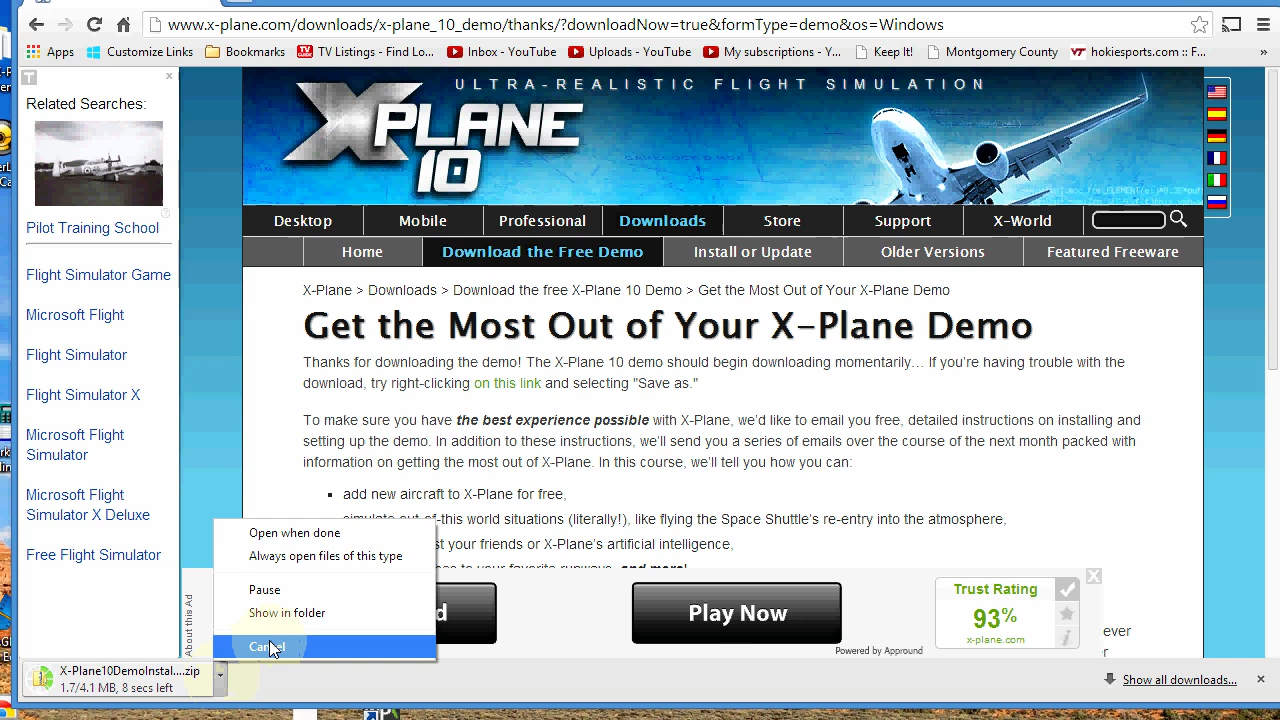 www.x-plane.com/downloads/x-plane_10_demo/thanks/?downloadNow=true&formType=demo&os=Windows
Apps Customize Links Bookmarks TV Listings - Find Lo... Inbox - YouTube Uploads - YouTube My subscriptions - Y... Keep It! Montgomery County hokiesports.com :: F... »
T
Related Searches:
Pilot Training School
Flight Simulator Game
Microsoft Flight
Flight Simulator
Flight Simulator X
Microsoft Flight
Simulator
Microsoft Flight
Simulator X Deluxe
Free Flight Simulator
ULTRA-REALISTIC FLIGHT SIMULATION
X PLANE
10
Desktop Mobile Professional Downloads Store Support X-World
Home Download the Free Demo Install or Update Older Versions Featured Freeware
X-Plane > Downloads > Download the free X-Plane 10 Demo > Get the Most Out of Your X-Plane Demo
Get the Most Out of Your X-Plane Demo
Thanks for downloading the demo! The X-Plane 10 demo should begin downloading momentarily… If you're having trouble with the
download, try right-clicking on this link and selecting "Save as."
To make sure you have the best experience possible with X-Plane, we'd like to email you free, detailed instructions on installing and
setting up the demo. In addition to these instructions, we'll send you a series of emails over the course of the next month packed with
information on getting the most out of X-Plane. In this course, we'll tell you how you can:
add new aircraft to X-Plane for free,
simulate out-of-this world situations (literally!), like flying the Space Shuttle's re-entry into the atmosphere,
st your friends or X-Plane's artificial intelligence,
and more!
Open when done
Always open files of this type
Pause
Show in folder
Cancel
About this Ad
d
Play Now
Trust Rating
93%
x-plane.com
Powered by Appround
ever
r
X-Plane10DemoInstal....zip
1.7/4.1 MB, 8 secs left
Show all downloads...